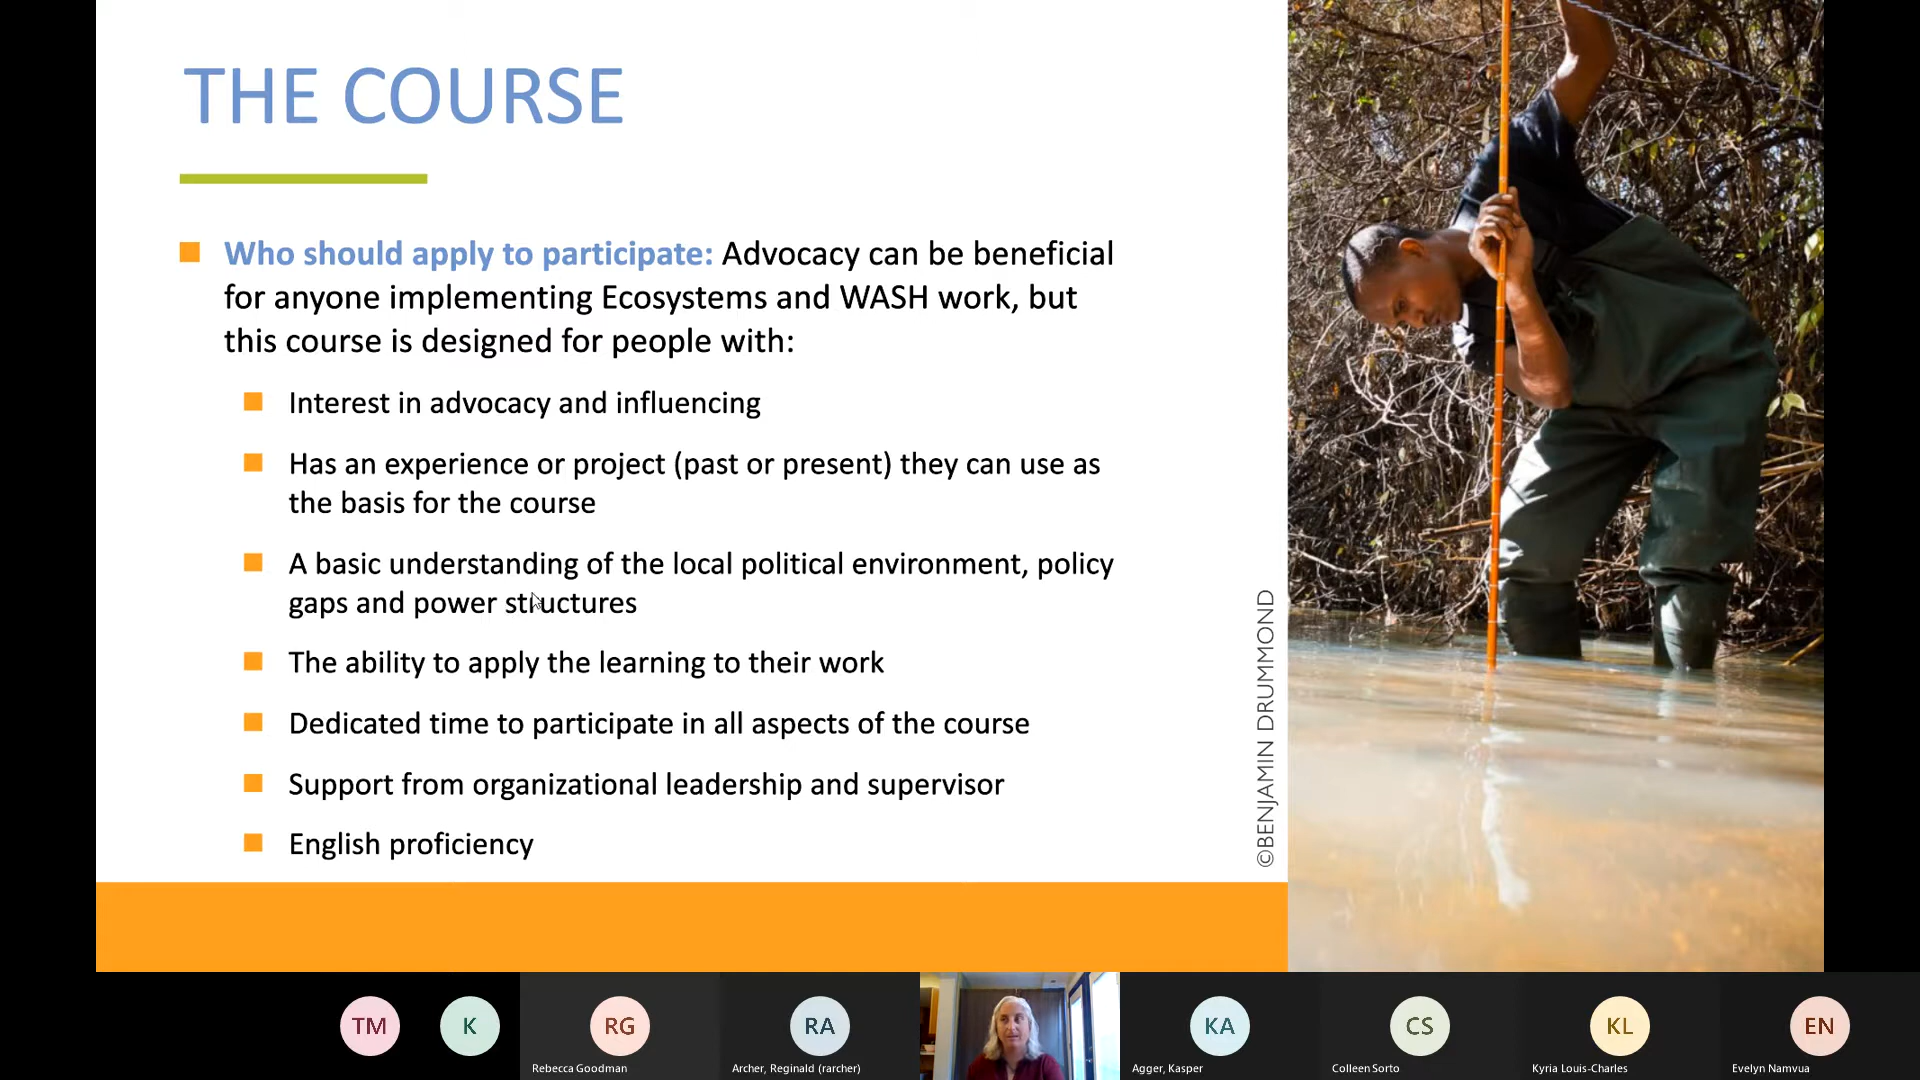 THE COURSE
Who should apply to participate: Advocacy can be beneficial
for anyone implementing Ecosystems and WASH work, but
this course is designed for people with:
Interest in advocacy and influencing
Has an experience or project (past or present) they can use as
the basis for the course
A basic understanding of the local political environment, policy
gaps and power structures
The ability to apply the learning to their work
Dedicated time to participate in all aspects of the course
Support from organizational leadership and supervisor
English proficiency
©BENJAMIN DRUMMOND
TM
K
RG
Rebecca Goodman
RA
Archer, Reginald (rarcher)
KA
Agger, Kasper
CS
Colleen Sorto
KL
Kyria Louis-Charles
EN
Evelyn Namvua